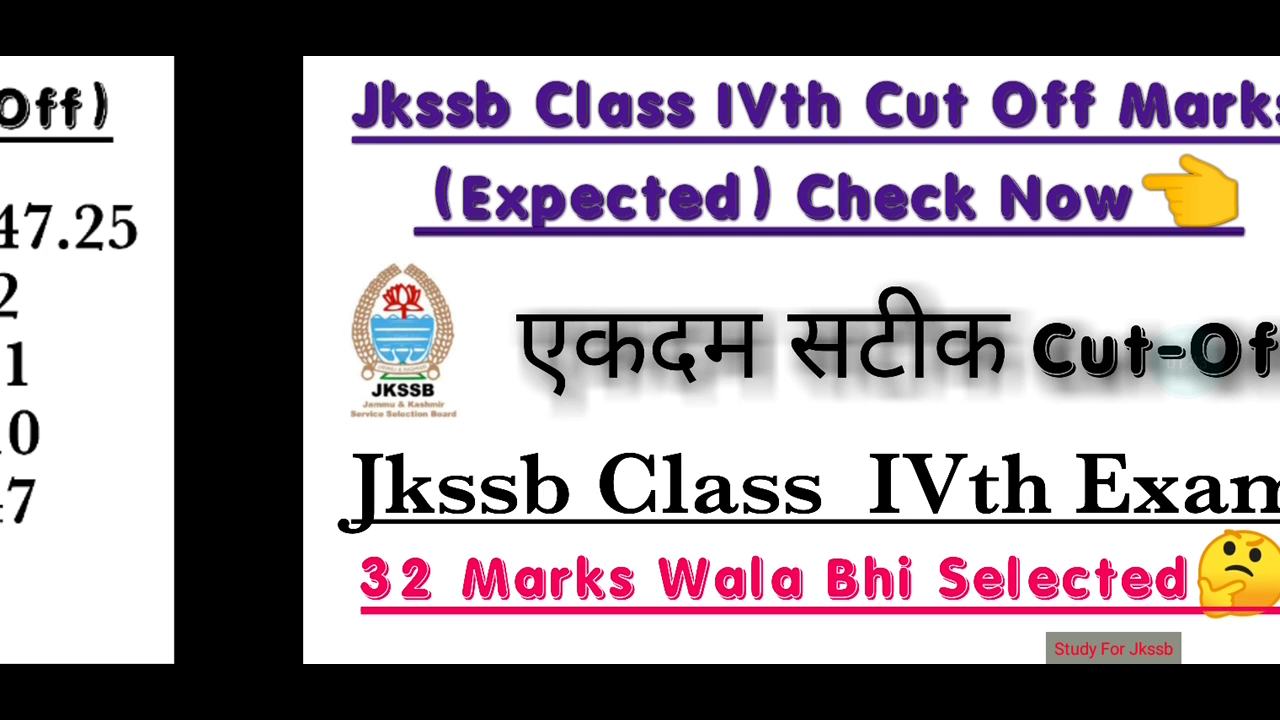 Off)
47.25
2
1
0
7
Jkssb Class IVth Cut Off Marks
(Expected) Check Now
एकदम सटीक Cut-Of
JKSSB
Jammu & Kashmir
Service Selection Board
Jkssb Class IVth Exam
32 Marks Wala Bhi Selected
Study For Jkssb